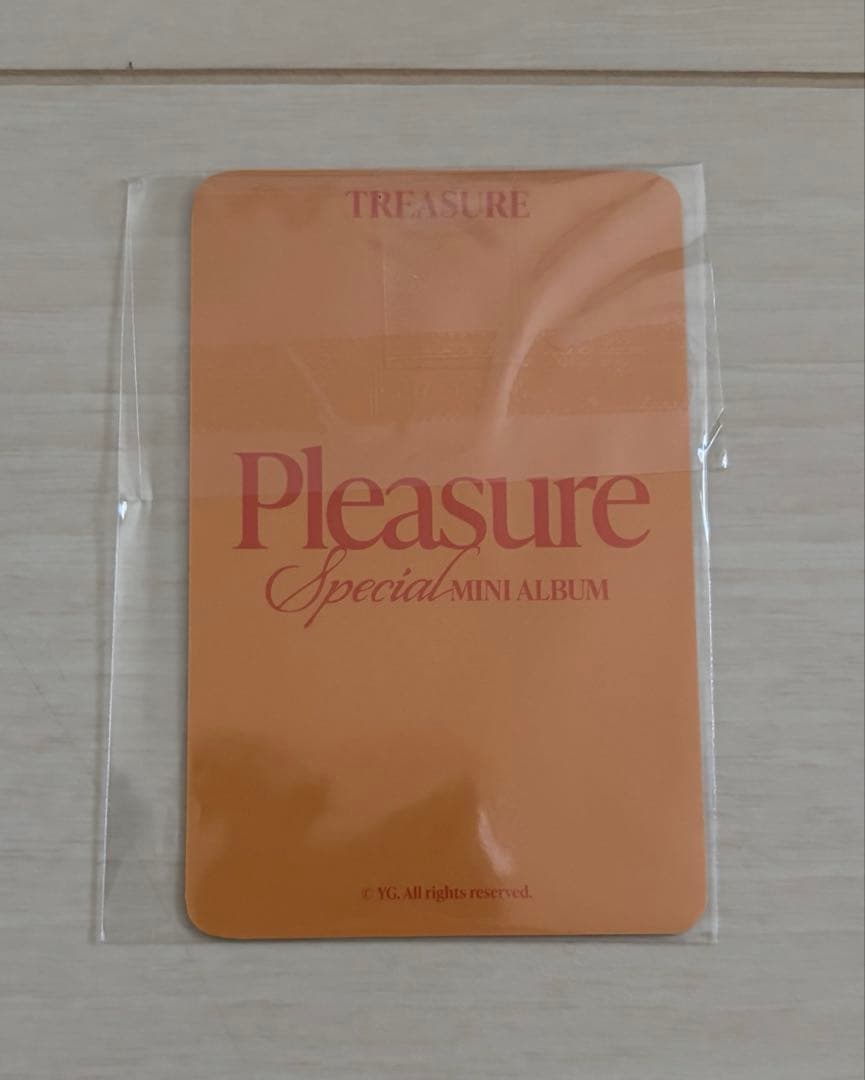 TREASURE
Pleasure
Special MINI ALBUM
© YG. All rights reserved.